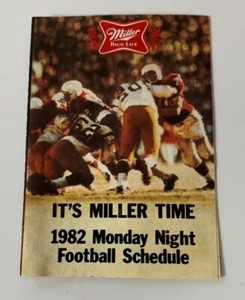 Miller
HIGH LIFE
IT'S MILLER TIME
1982 Monday Night
Football Schedule